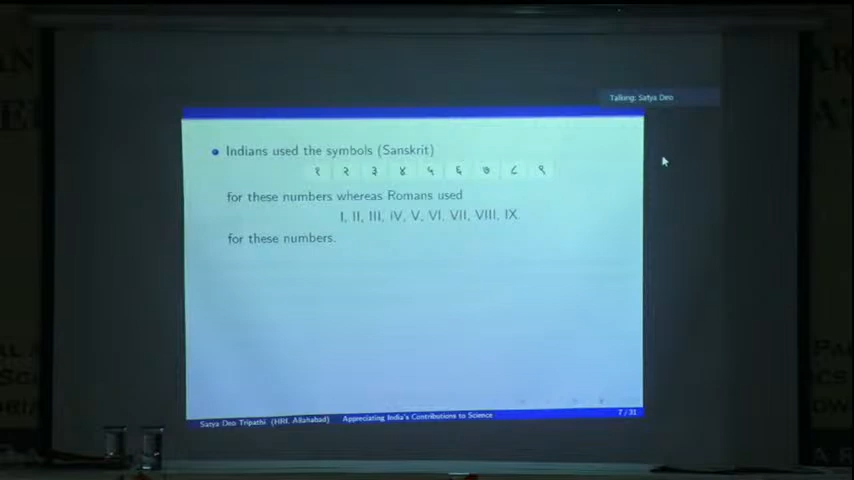 Talking: Satya Deo
Indians used the symbols (Sanskrit)
१ २ ३ ४ ५ ६ ७ ८ ९
for these numbers whereas Romans used
I, II, III, IV, V, VI, VII, VIII, IX.
for these numbers.
Satya Deo Tripathi (HRI, Allahabad) Appreciating India's Contributions to Science 7 / 31